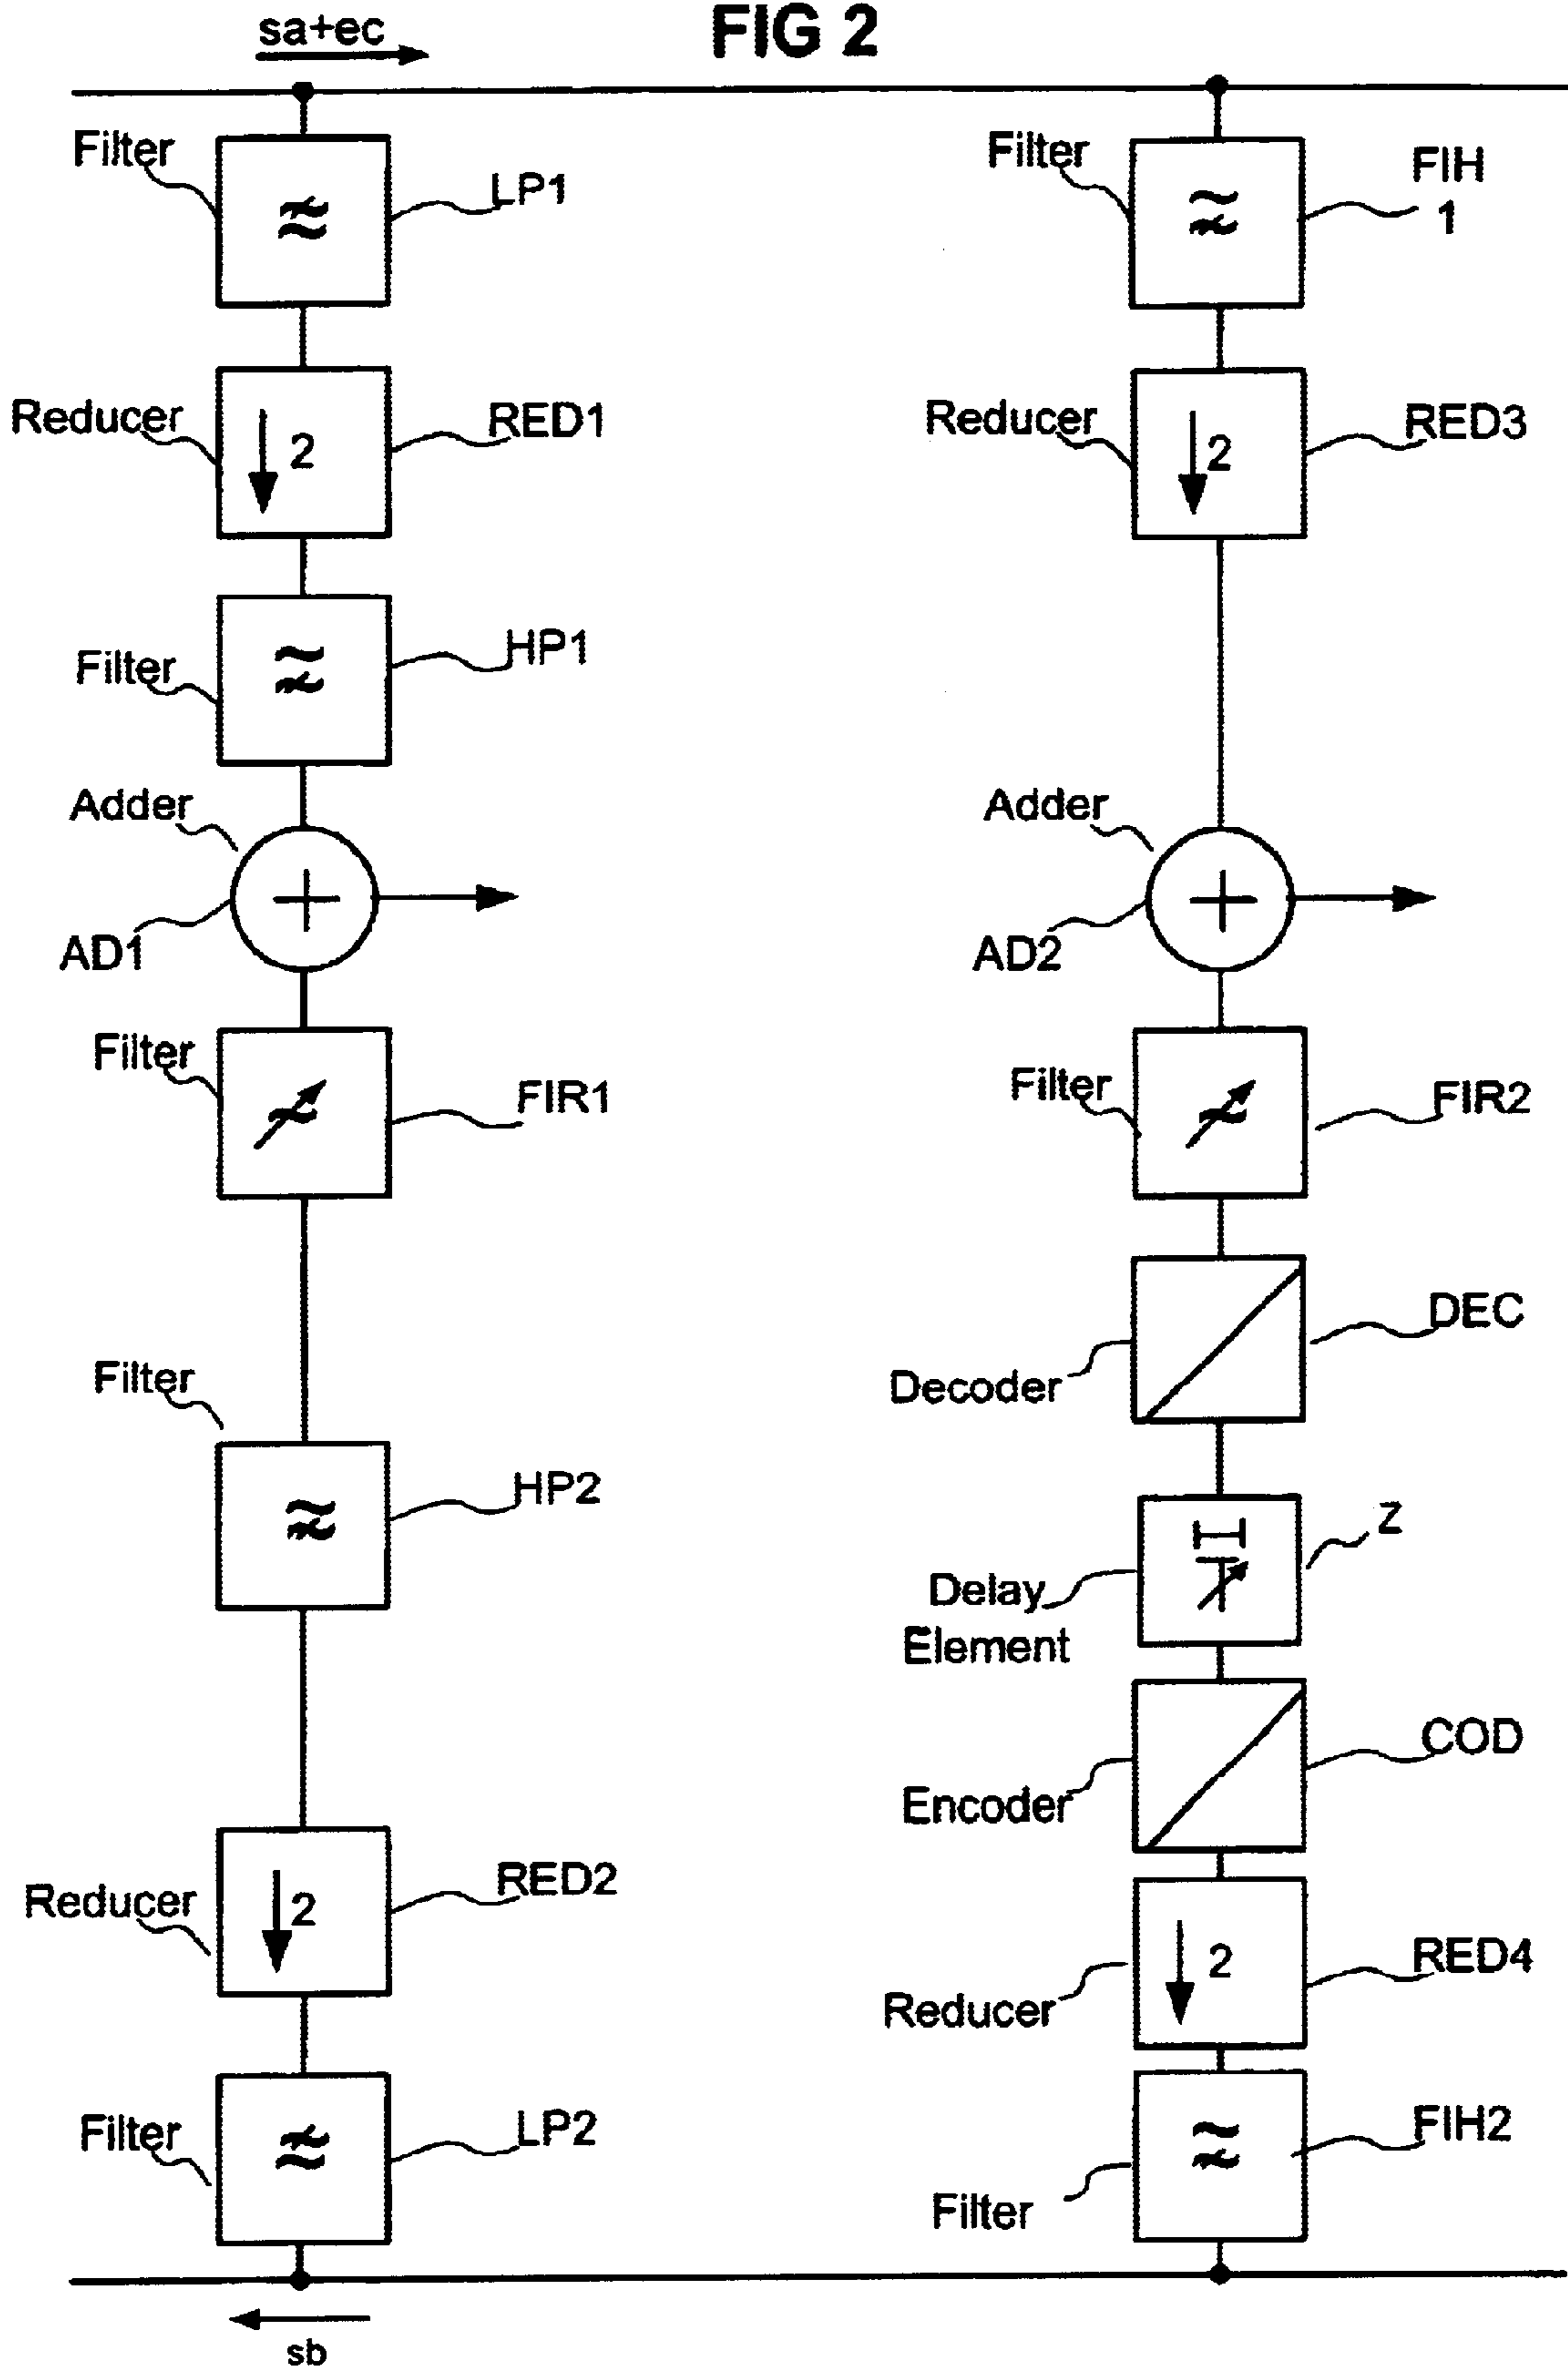 FIG 2
sa+ec
Filter
LP1
Filter
FIH
1
Reducer
2
RED1
Reducer
2
RED3
Filter
HP1
Adder
AD1
Adder
AD2
Filter
FIR1
Filter
FIR2
Decoder
DEC
Filter
HP2
Delay
Element
Z
Encoder
COD
Reducer
2
RED2
Reducer
2
RED4
Filter
LP2
Filter
FIH2
sb